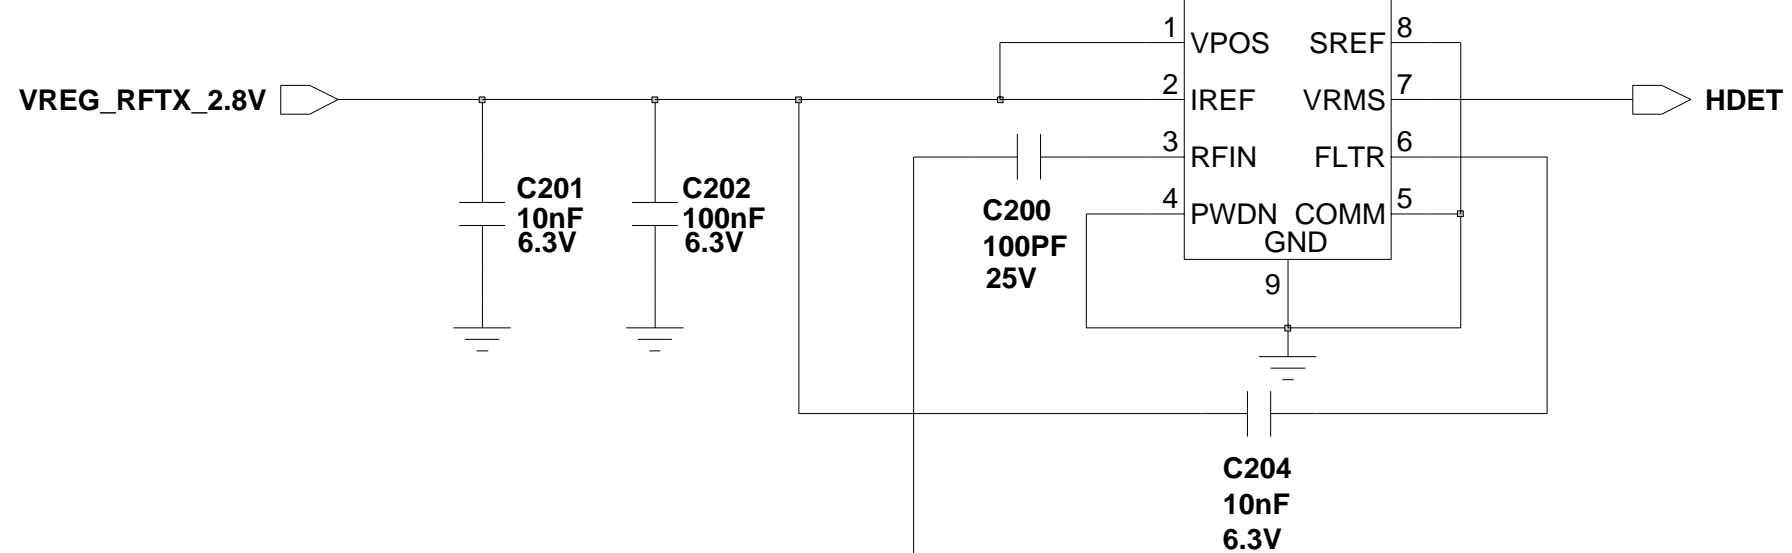 1
VPOS
SREF
8
VREG_RFTX_2.8V
2
IREF
VRMS
7
HDET
3
RFIN
FLTR
6
4
PWDN
COMM
5
GND
9
C201
10nF
6.3V
C202
100nF
6.3V
C200
100PF
25V
C204
10nF
6.3V